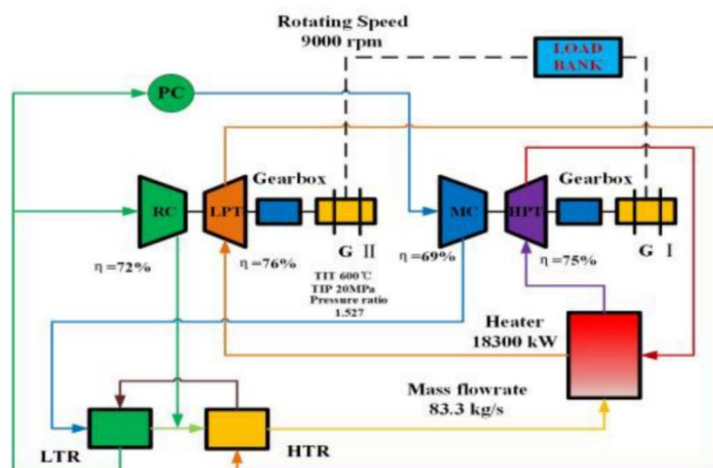 Rotating Speed
9000 rpm
LOAD
BANK
PC
Gearbox
Gearbox
RC
LPT
MC
HPT
G II
G I
η=72%
η=76%
η=69%
η=75%
TIT 600℃
TIP 20MPa
Pressure ratio
1.527
Heater
18300 kW
Mass flowrate
83.3 kg/s
LTR
HTR